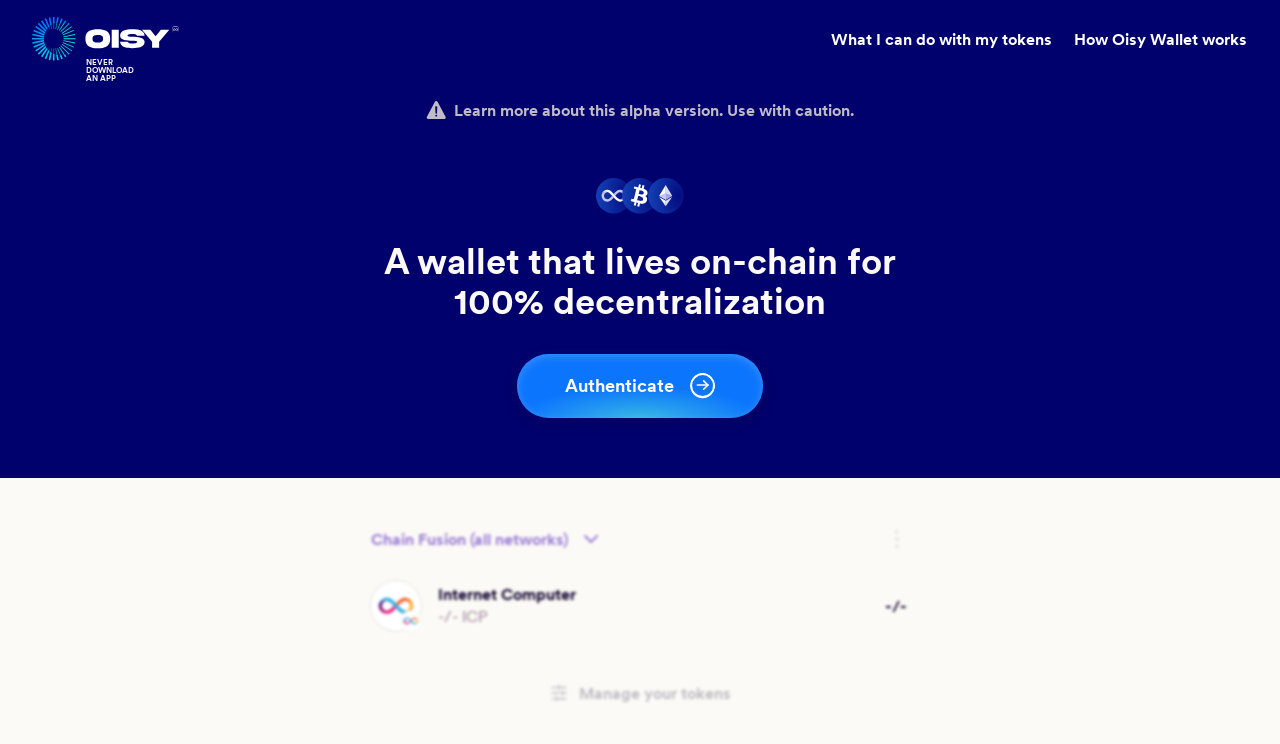 OISY
NEVER
DOWNLOAD
AN APP
What I can do with my tokens
How Oisy Wallet works
Learn more about this alpha version. Use with caution.
A wallet that lives on-chain for
100% decentralization
Authenticate
Chain Fusion (all networks)
Internet Computer
-/-
-/- ICP
Manage your tokens